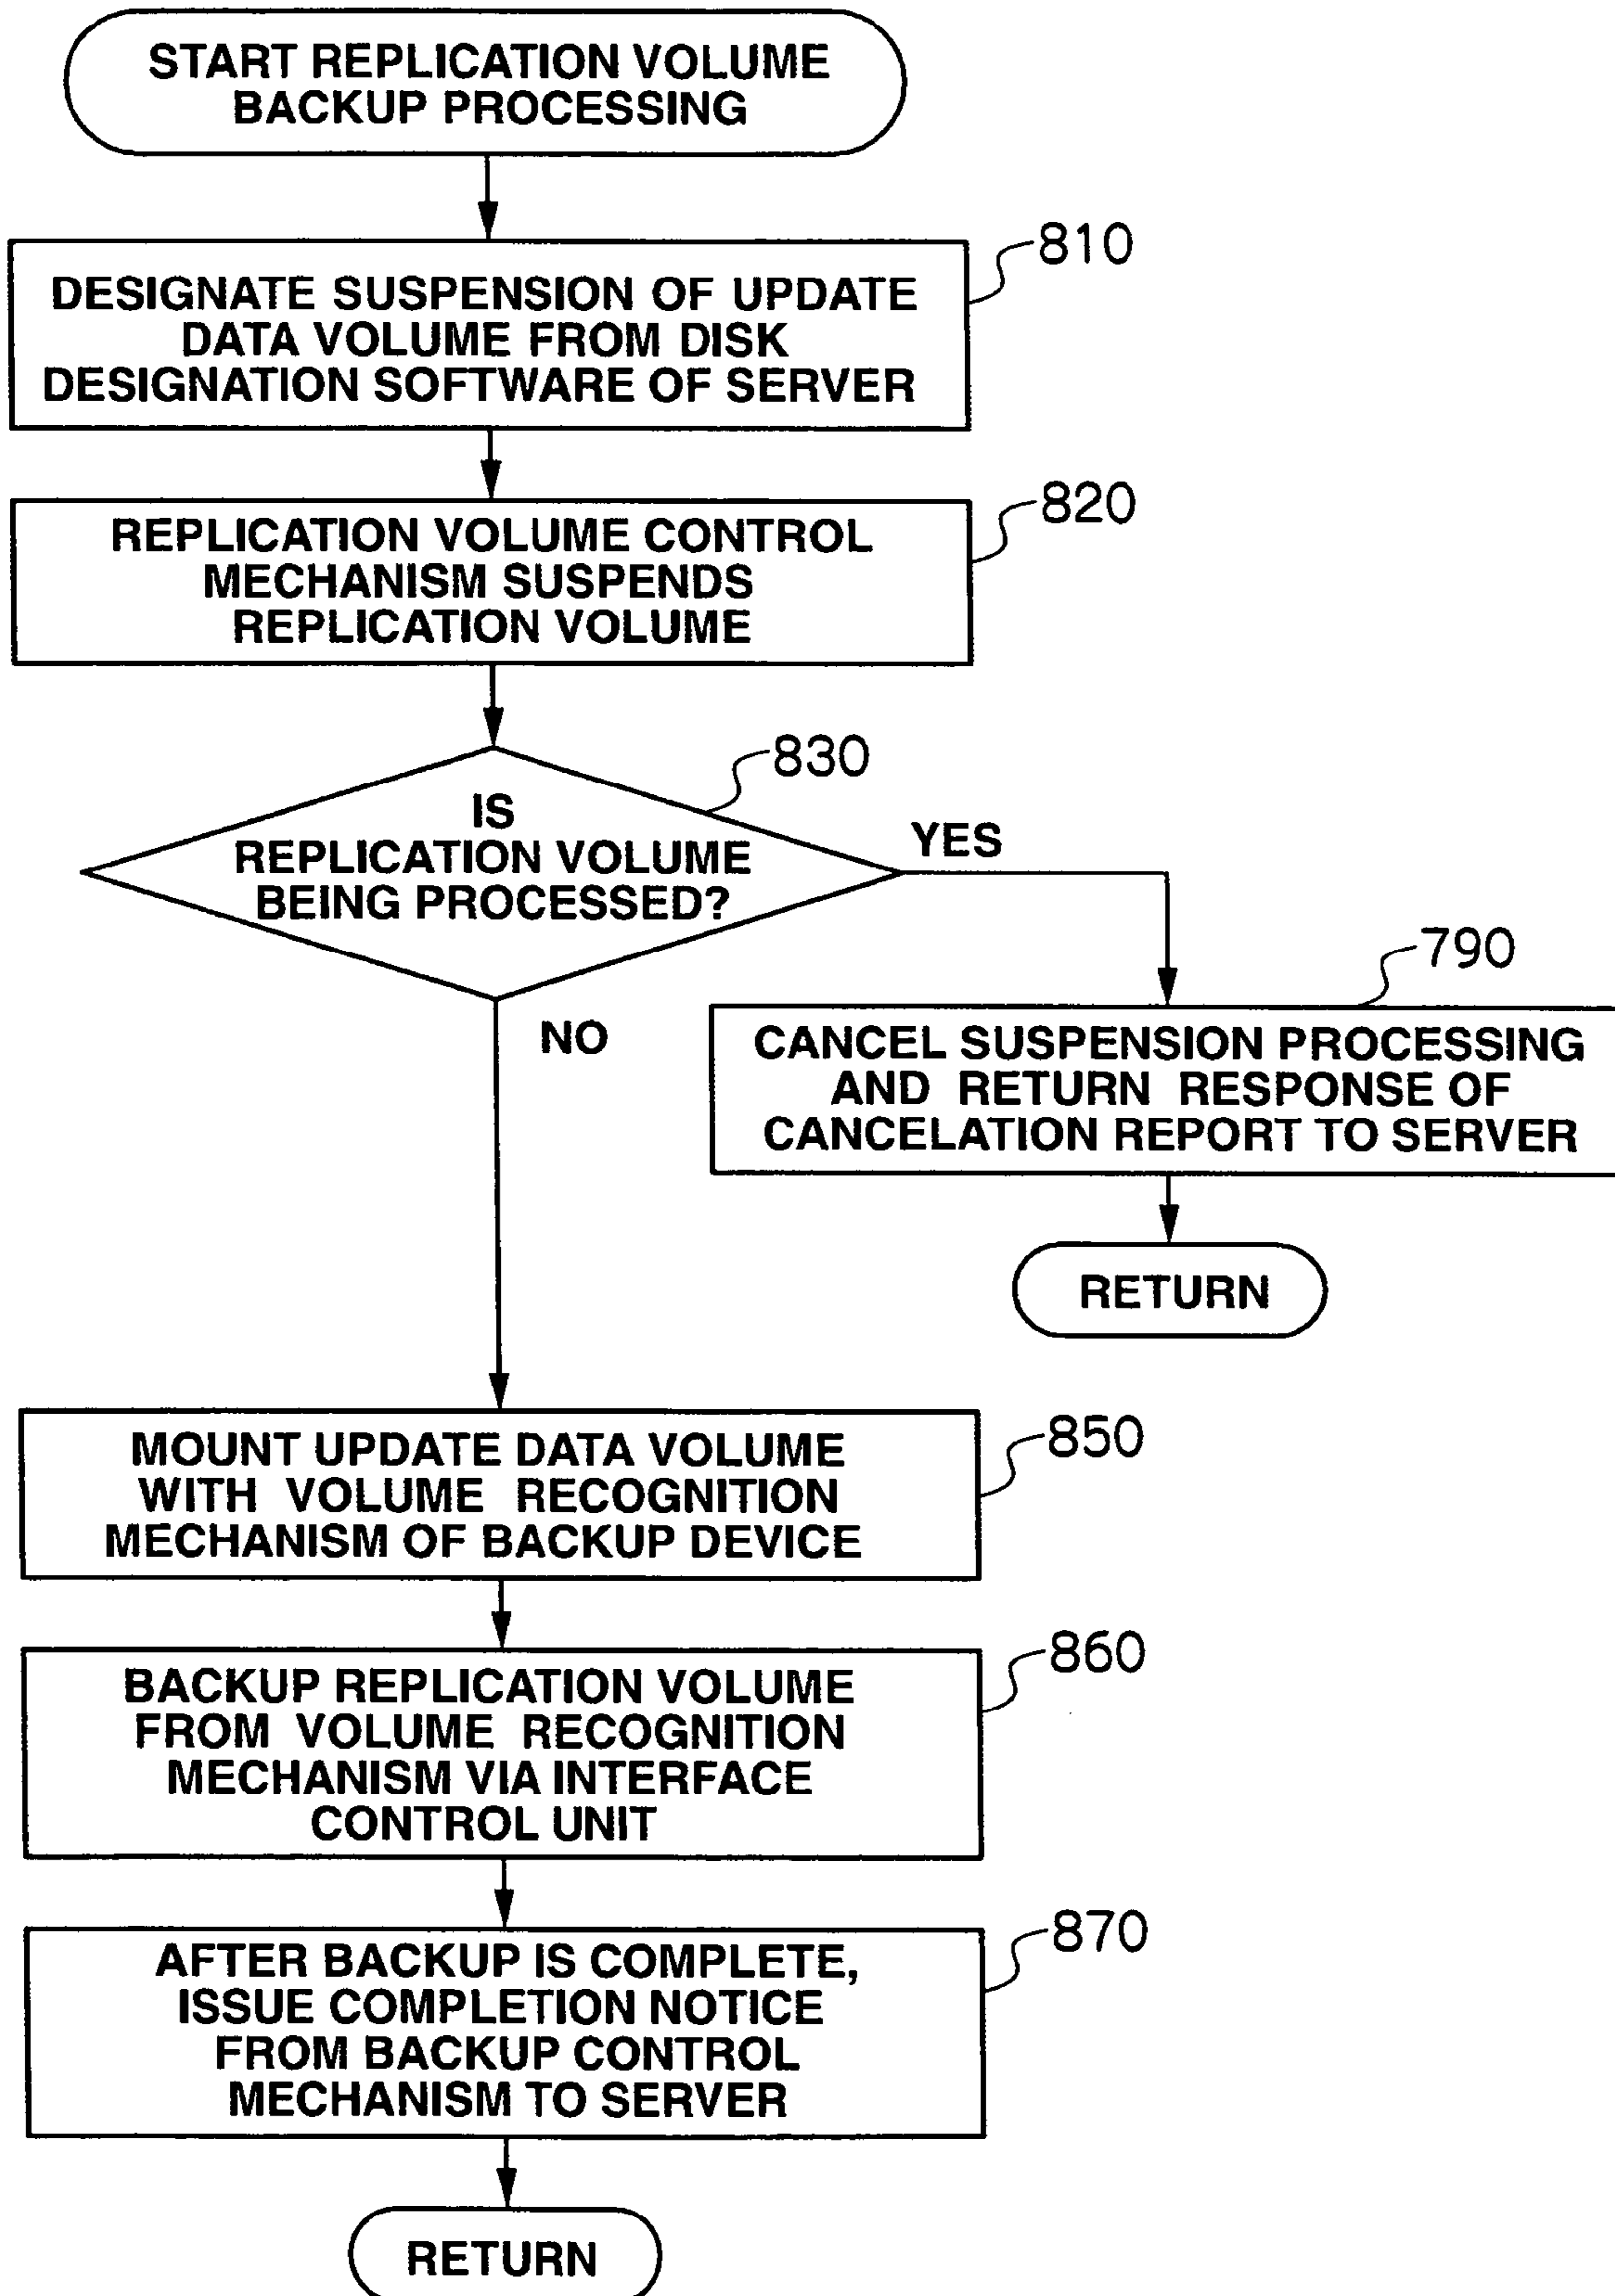 START REPLICATION VOLUME
BACKUP PROCESSING
810
DESIGNATE SUSPENSION OF UPDATE
DATA VOLUME FROM DISK
DESIGNATION SOFTWARE OF SERVER
820
REPLICATION VOLUME CONTROL
MECHANISM SUSPENDS
REPLICATION VOLUME
830
IS
REPLICATION VOLUME
BEING PROCESSED?
YES
NO
790
CANCEL SUSPENSION PROCESSING
AND RETURN RESPONSE OF
CANCELATION REPORT TO SERVER
RETURN
850
MOUNT UPDATE DATA VOLUME
WITH VOLUME RECOGNITION
MECHANISM OF BACKUP DEVICE
860
BACKUP REPLICATION VOLUME
FROM VOLUME RECOGNITION
MECHANISM VIA INTERFACE
CONTROL UNIT
870
AFTER BACKUP IS COMPLETE,
ISSUE COMPLETION NOTICE
FROM BACKUP CONTROL
MECHANISM TO SERVER
RETURN